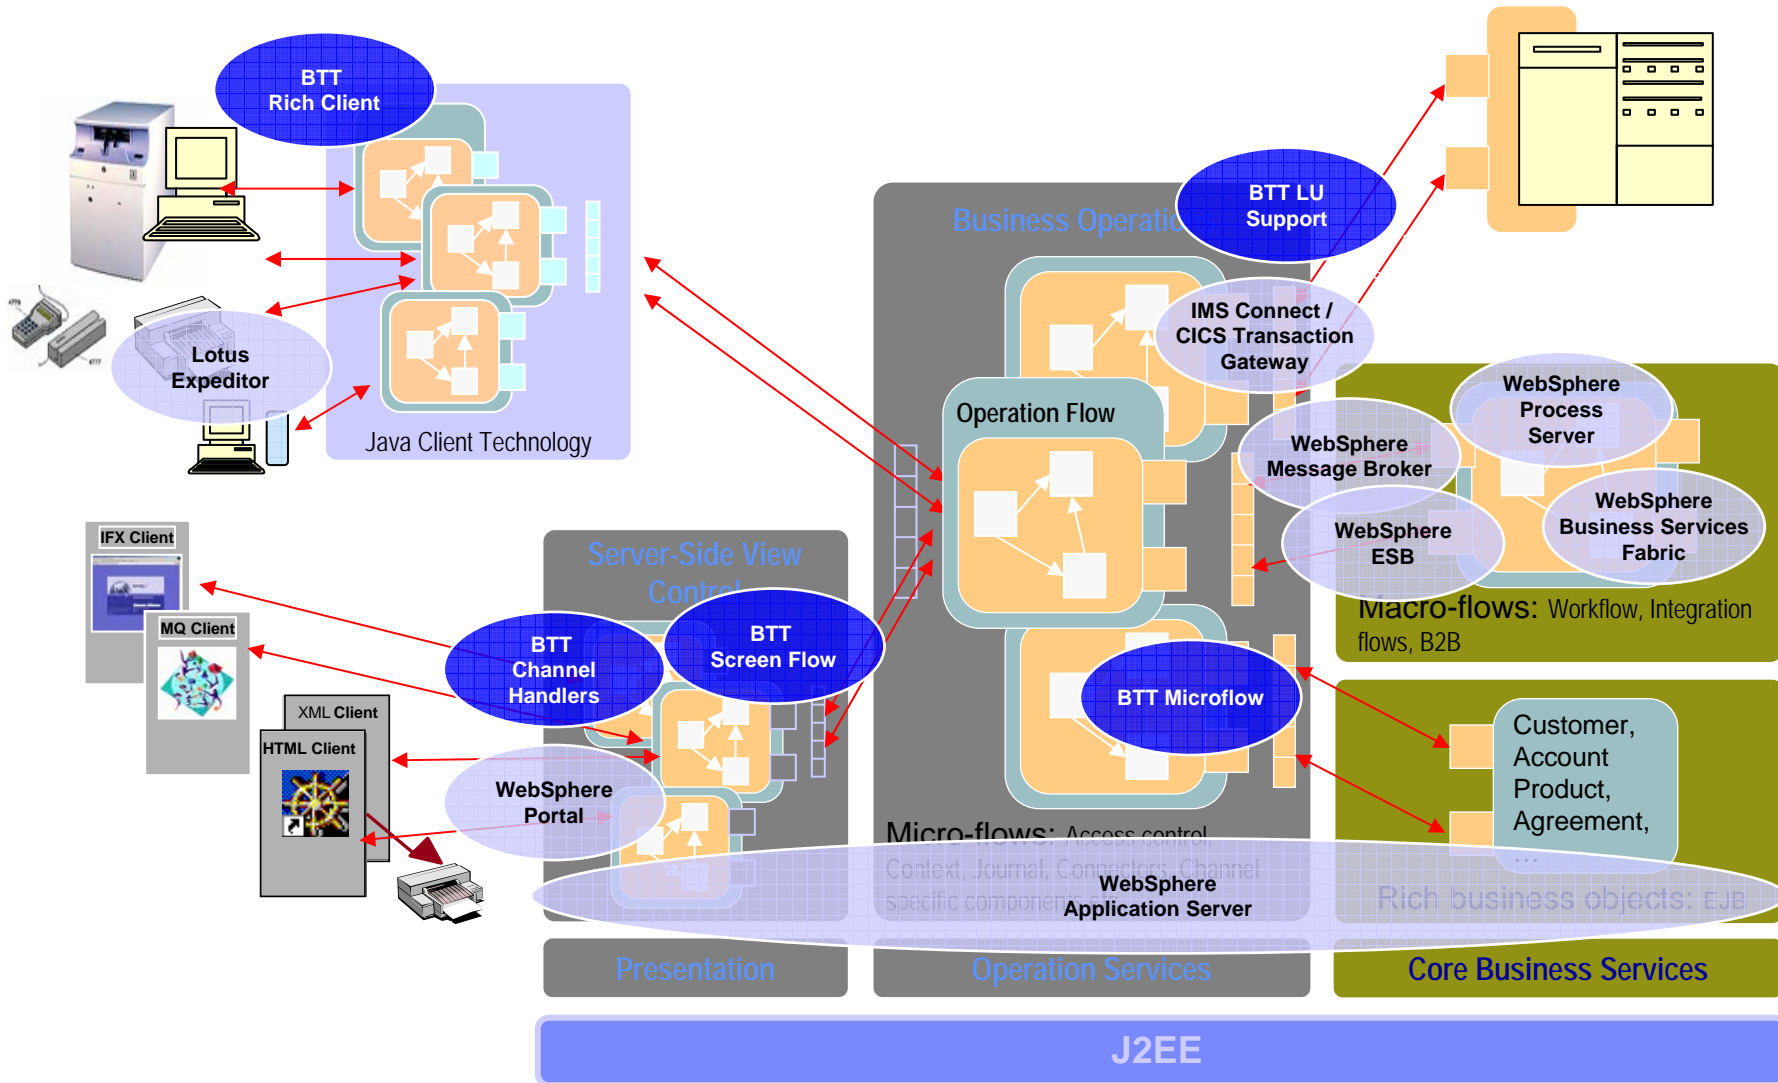 BTT
Rich Client
4778
4777
Lotus
Expeditor
Java Client Technology
BTT LU
Support
Business Operation
IMS Connect /
CICS Transaction
Gateway
Operation Flow
WebSphere
Process
Server
WebSphere
Message Broker
WebSphere
Business Services
Fabric
WebSphere
ESB
Macro-flows: Workflow, Integration
flows, B2B
IFX Client
MQ Client
XML Client
HTML Client
Server-Side View
Control
BTT
Channel
Handlers
BTT
Screen Flow
WebSphere
Portal
BTT Microflow
Micro-flows: Access control,
Context, Journal, Connectors, Channel
specific components
Customer,
Account
Product,
Agreement,
...
Rich business objects: EJB
WebSphere
Application Server
Presentation
Operation Services
Core Business Services
J2EE